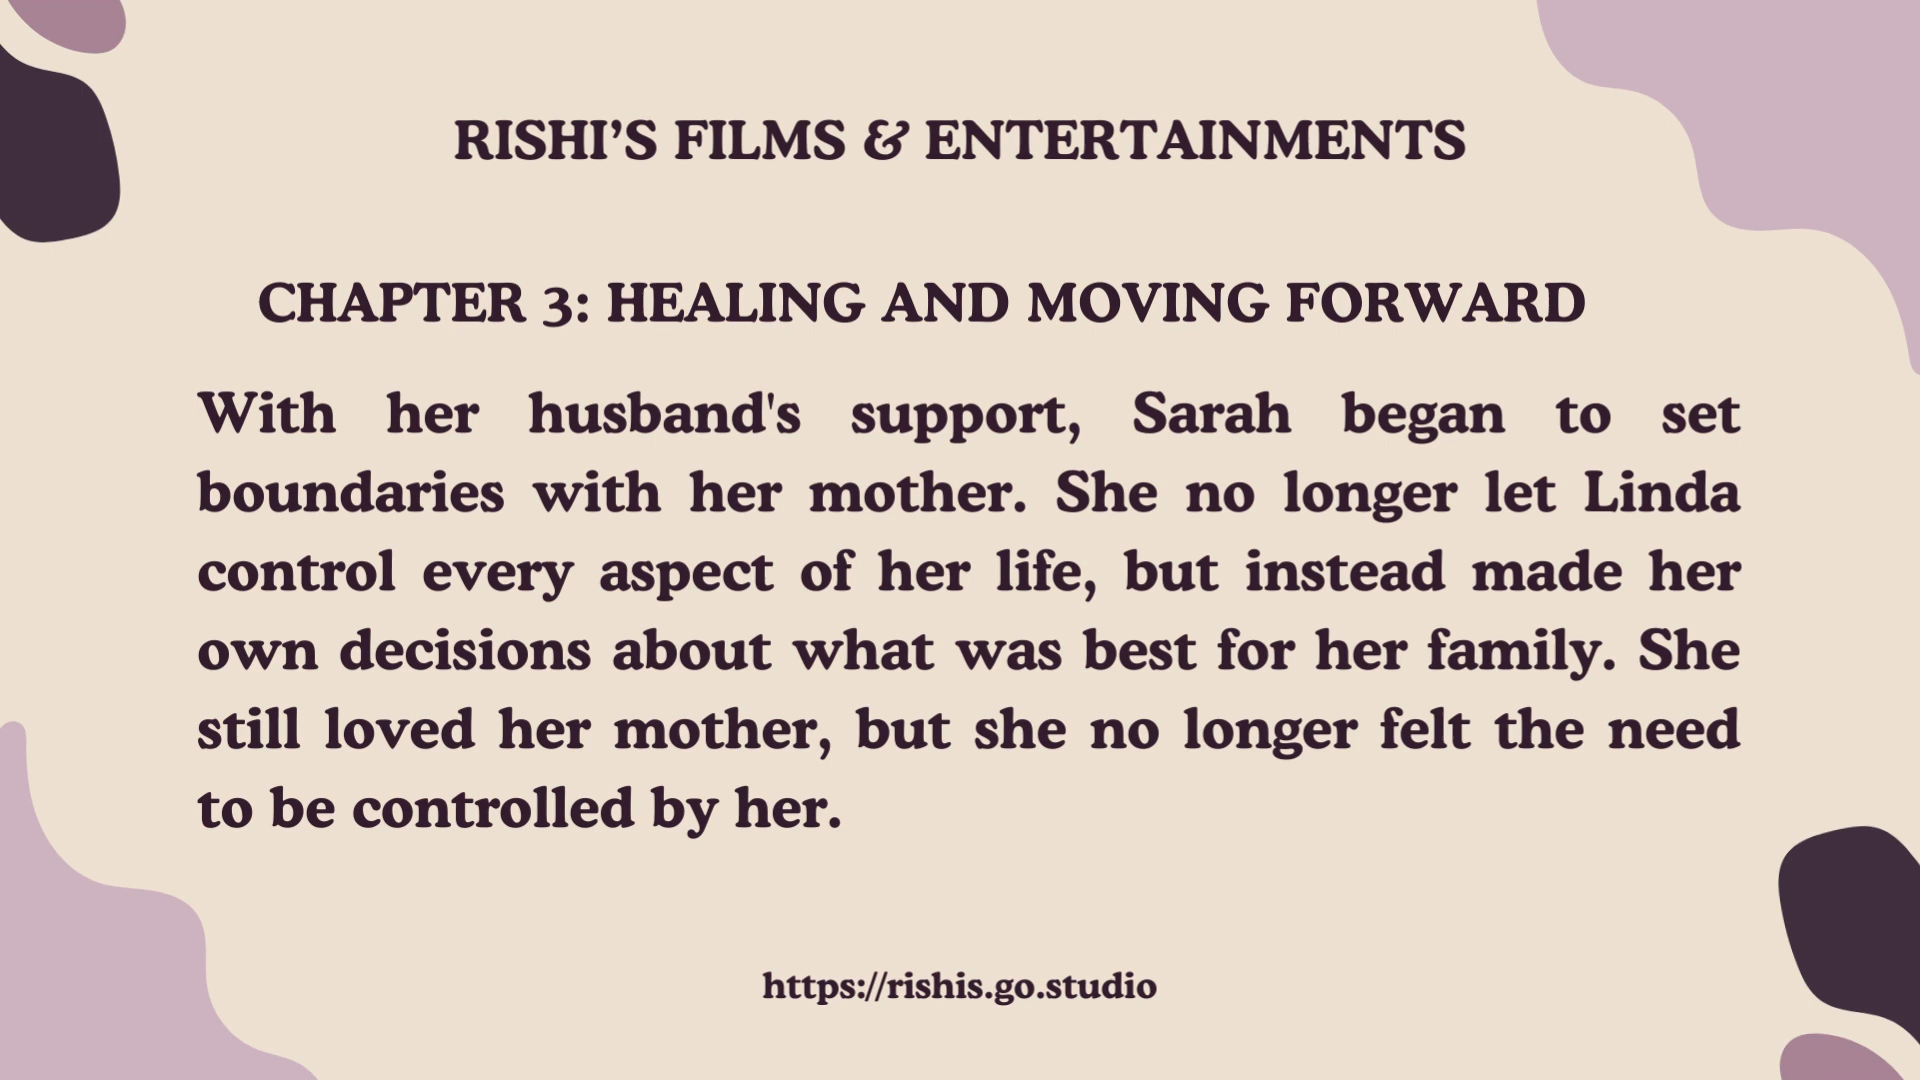 RISHI’S FILMS & ENTERTAINMENTS
CHAPTER 3: HEALING AND MOVING FORWARD
With her husband's support, Sarah began to set
boundaries with her mother. She no longer let Linda
control every aspect of her life, but instead made her
own decisions about what was best for her family. She
still loved her mother, but she no longer felt the need
to be controlled by her.
https://rishis.go.studio